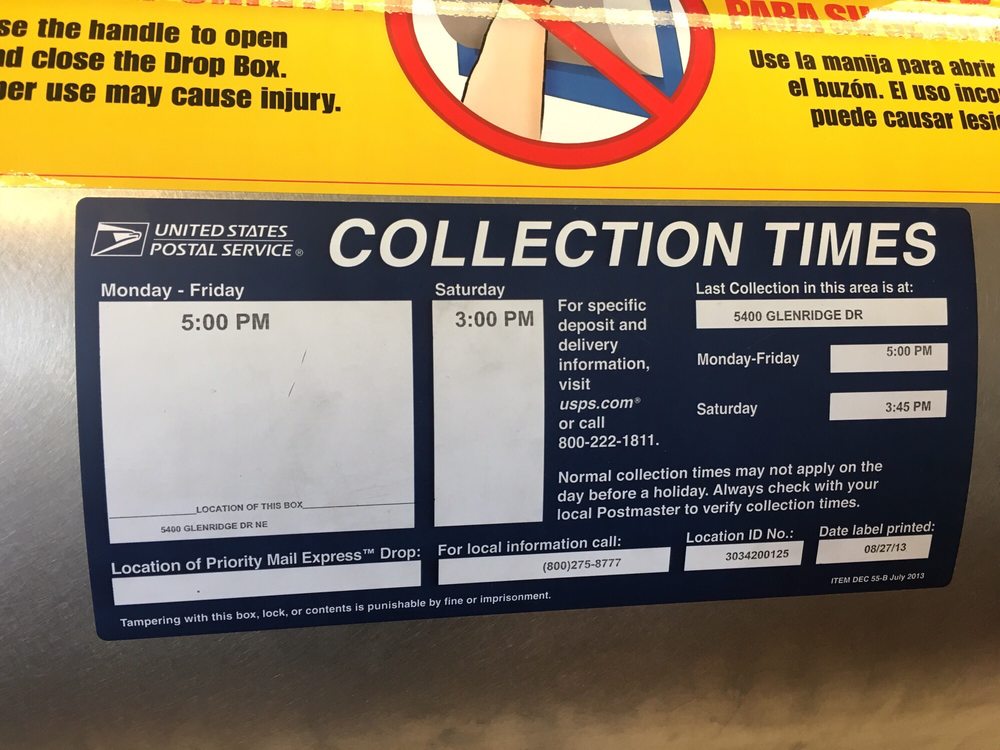 se the handle to open
nd close the Drop Box.
per use may cause injury.
PARA SU
Use la manija para abrir
el buzón. El uso inco
puede causar lesi
UNITED STATES
POSTAL SERVICE®
COLLECTION TIMES
Monday - Friday
5:00 PM
LOCATION OF THIS BOX
5400 GLENRIDGE DR NE
Saturday
3:00 PM
For specific
deposit and
delivery
information,
visit
usps.com®
or call
800-222-1811.
Last Collection in this area is at:
5400 GLENRIDGE DR
Monday-Friday
5:00 PM
Saturday
3:45 PM
Normal collection times may not apply on the
day before a holiday. Always check with your
local Postmaster to verify collection times.
Location of Priority Mail Express™ Drop:
For local information call:
(800)275-8777
Location ID No.:
3034200125
Date label printed:
08/27/13
ITEM DEC 55-B July 2013
Tampering with this box, lock, or contents is punishable by fine or imprisonment.